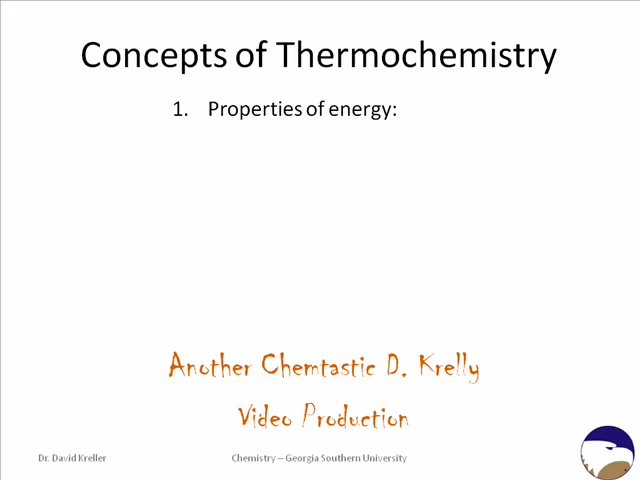 Concepts of Thermochemistry
1. Properties of energy:
Another Chemtastic D. Krelly
Video Production
Dr. David Kreller
Chemistry – Georgia Southern University